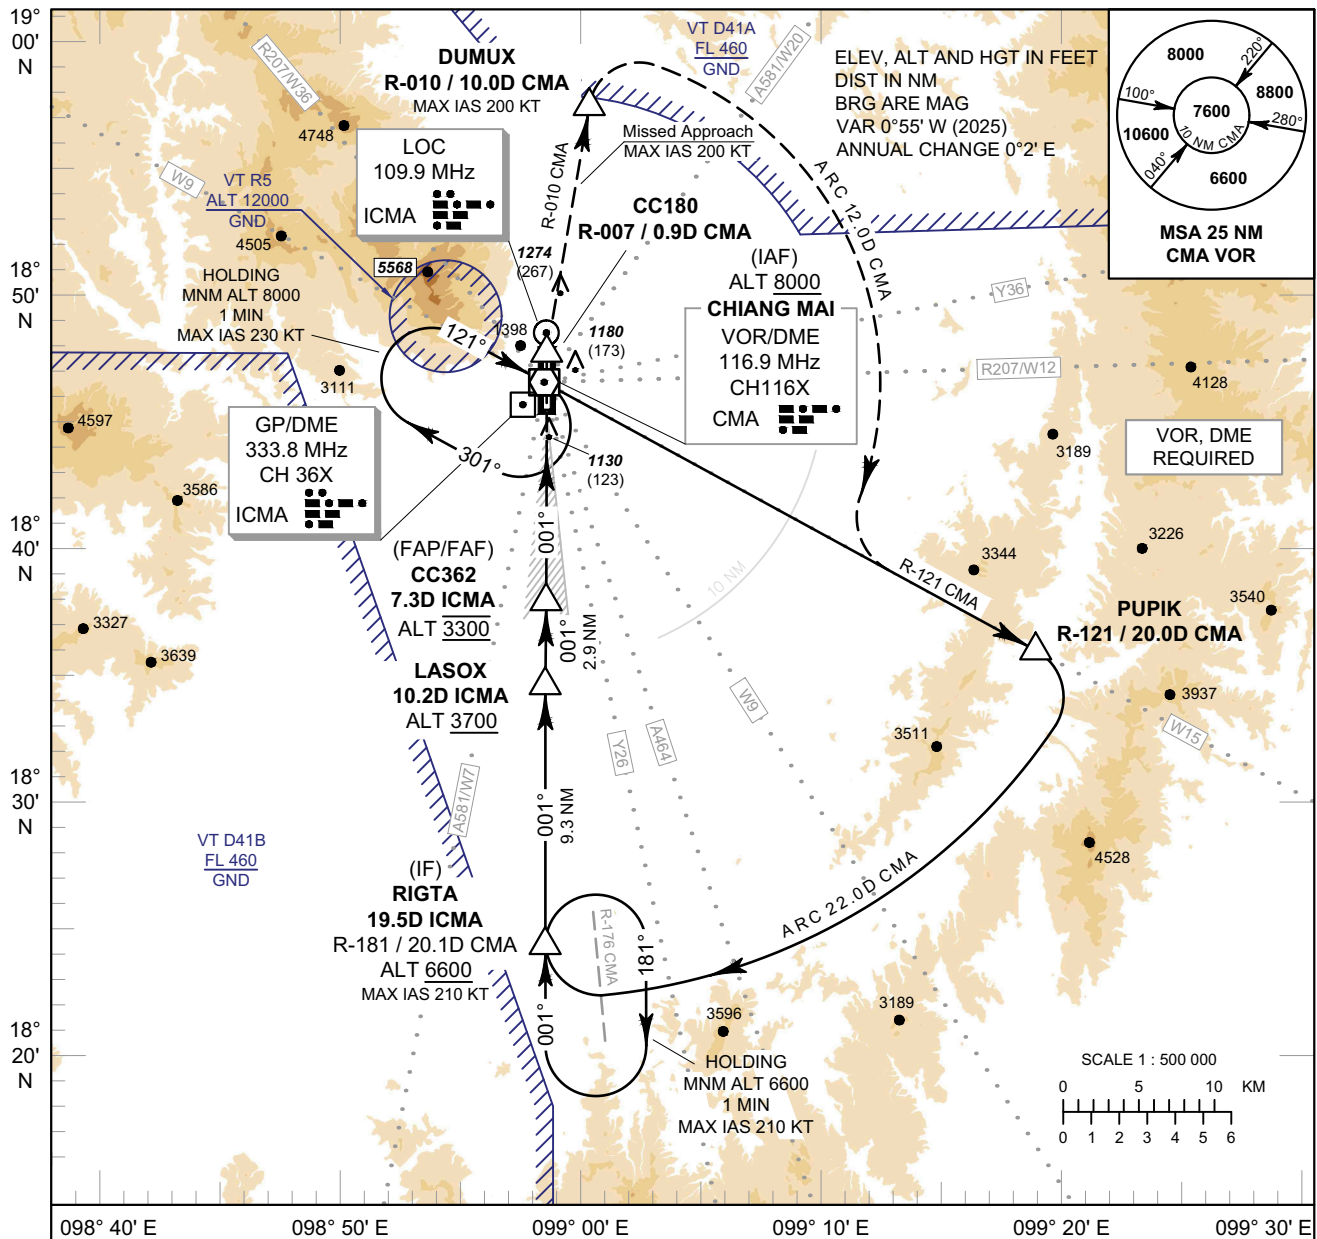 19°
00'
N
18°
50'
N
18°
40'
N
18°
30'
N
18°
20'
N
098° 40' E
098° 50' E
099° 00' E
099° 10' E
099° 20' E
099° 30' E
DUMUX
R-010 / 10.0D CMA
MAX IAS 200 KT
VT D41A
FL 460
GND
ELEV, ALT AND HGT IN FEET
DIST IN NM
BRG ARE MAG
VAR 0°55' W (2025)
ANNUAL CHANGE 0°2' E
8000
220°
8800
100°
7600
280°
10 NM CMA
10600
040°
6600
MSA 25 NM
CMA VOR
R207/W36
A581/W20
4748
LOC
109.9 MHz
ICMA
Missed Approach
MAX IAS 200 KT
R-010 CMA
ARC 12.0D CMA
W9
VT R5
ALT 12000
GND
4505
5568
CC180
R-007 / 0.9D CMA
1274
(267)
(IAF)
ALT 8000
CHIANG MAI
VOR/DME
116.9 MHz
CH116X
CMA
HOLDING
MNM ALT 8000
1 MIN
MAX IAS 230 KT
121°
1398
1180
(173)
Y36
R207/W12
3111
4128
4597
GP/DME
333.8 MHz
CH 36X
ICMA
301°
1130
(123)
3189
VOR, DME
REQUIRED
3586
001°
(FAP/FAF)
CC362
7.3D ICMA
ALT 3300
10 NM
3344
3226
R-121 CMA
3540
PUPIK
R-121 / 20.0D CMA
3327
3639
001°
2.9 NM
LASOX
10.2D ICMA
ALT 3700
W9
A464
Y26
3937
W15
3511
A581/W7
001°
9.3 NM
VT D41B
FL 460
GND
4528
(IF)
RIGTA
19.5D ICMA
R-181 / 20.1D CMA
ALT 6600
MAX IAS 210 KT
ARC 22.0D CMA
R-176 CMA
181°
001°
3596
3189
HOLDING
MNM ALT 6600
1 MIN
MAX IAS 210 KT
SCALE 1 : 500 000
0 5 10 KM
0 1 2 3 4 5 6